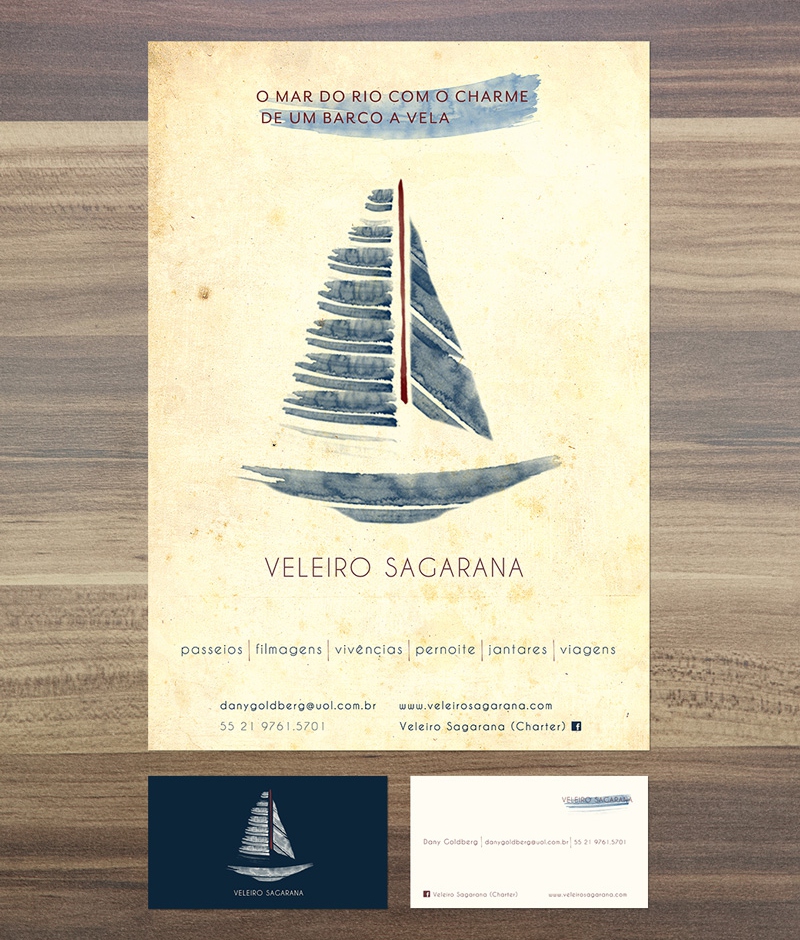 O MAR DO RIO COM O CHARME
DE UM BARCO A VELA
VELEIRO SAGARANA
passeios | filmagens | vivências | pernoite | jantares | viagens
danygoldberg@uol.com.br www.veleirosagarana.com
55 21 9761.5701 Veleiro Sagarana (Charter)
VELEIRO SAGARANA
VELEIRO SAGARANA
Dany Goldberg | danygoldberg@uol.com.br | 55 21 9761.5701
Veleiro Sagarana (Charter) www.veleirosagarana.com